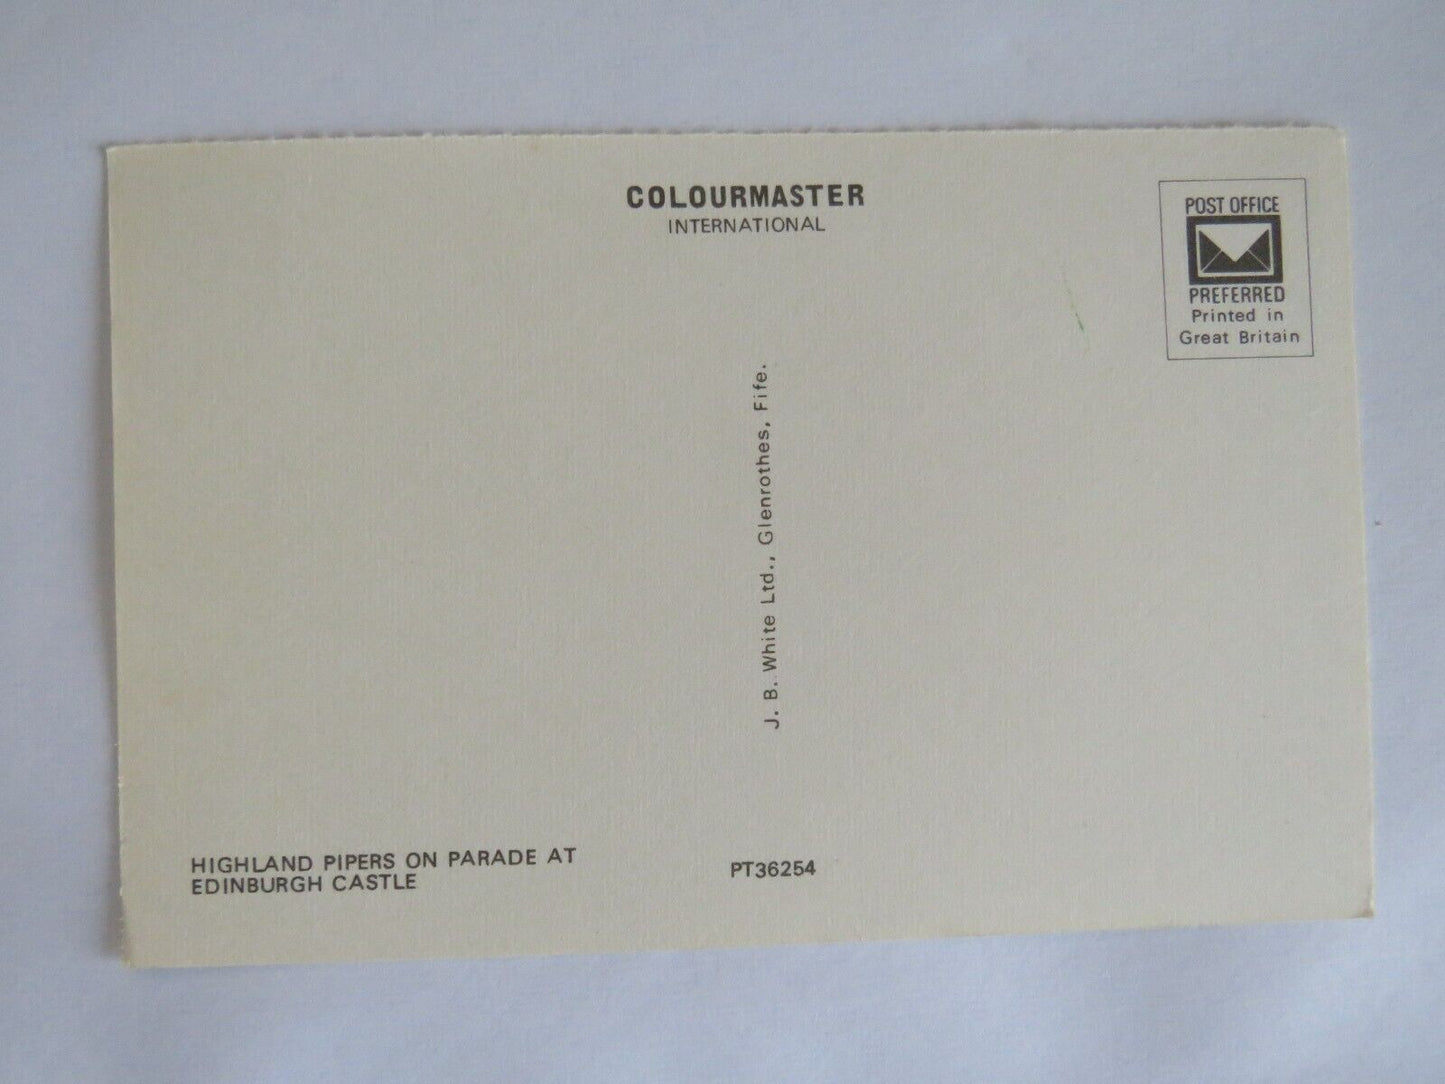 COLOURMASTER
INTERNATIONAL
POST OFFICE
PREFERRED
Printed in
Great Britain
J. B. White Ltd., Glenrothes, Fife.
HIGHLAND PIPERS ON PARADE AT
EDINBURGH CASTLE
PT36254